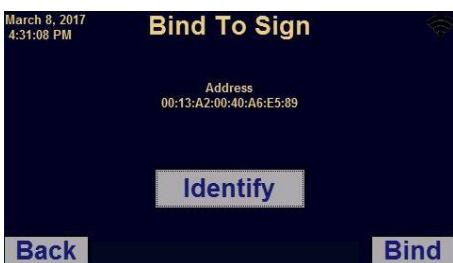 March 8, 2017
4:31:08 PM
Bind To Sign
Address
00:13:A2:00:40:A6:E5:89
Identify
Back
Bind